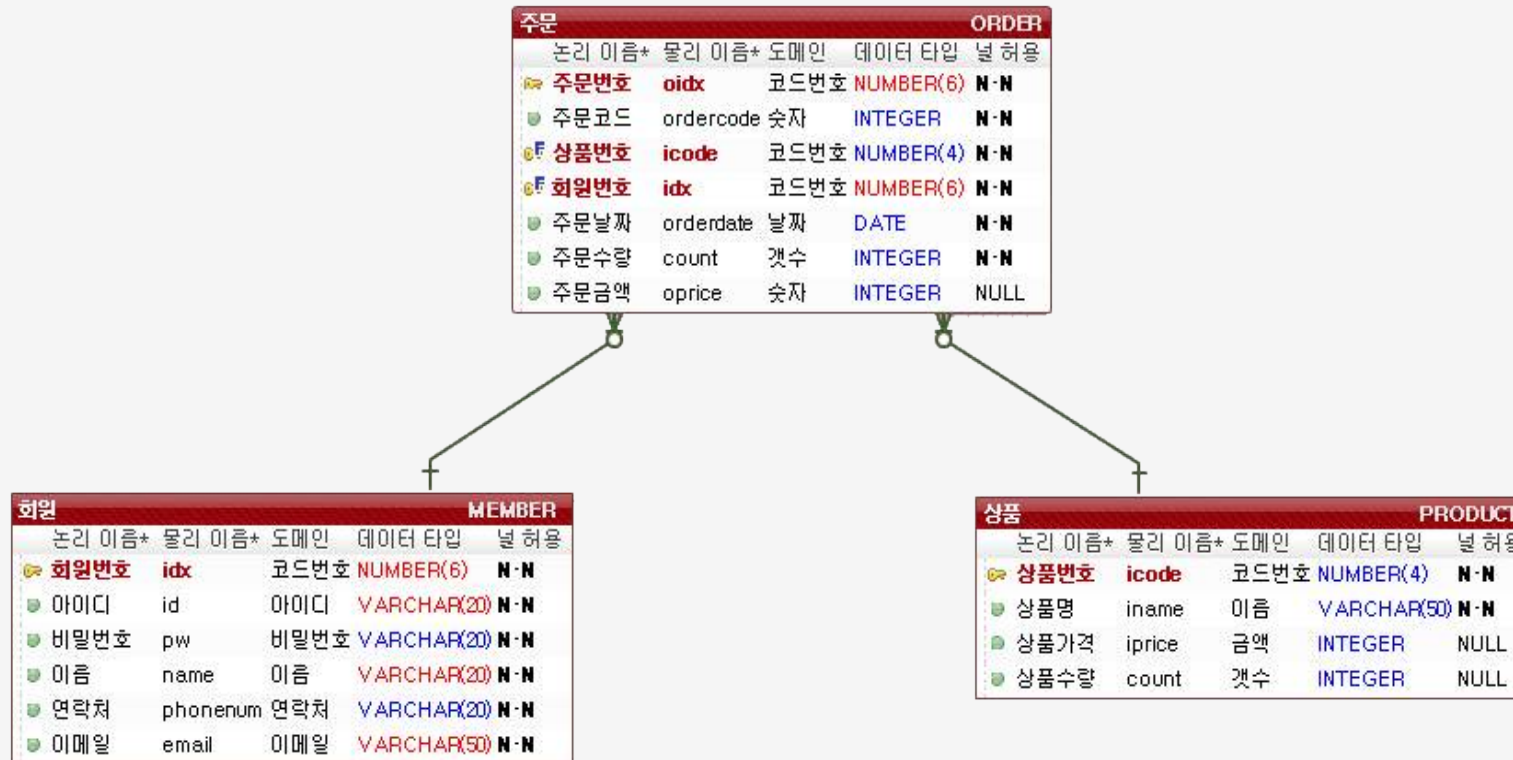 주문 ORDER
논리 이름* 물리 이름* 도메인 데이터 타입 널 허용
주문번호 oidx 코드번호 NUMBER(6) N-N
주문코드 ordercode 숫자 INTEGER N-N
상품번호 icode 코드번호 NUMBER(4) N-N
회원번호 idx 코드번호 NUMBER(6) N-N
주문날짜 orderdate 날짜 DATE N-N
주문수량 count 갯수 INTEGER N-N
주문금액 oprice 숫자 INTEGER NULL
회원 MEMBER
논리 이름* 물리 이름* 도메인 데이터 타입 널 허용
회원번호 idx 코드번호 NUMBER(6) N-N
아이디 id 아이디 VARCHAR(20) N-N
비밀번호 pw 비밀번호 VARCHAR(20) N-N
이름 name 이름 VARCHAR(20) N-N
연락처 phonenum 연락처 VARCHAR(20) N-N
이메일 email 이메일 VARCHAR(50) N-N
상품 PRODUCT
논리 이름* 물리 이름* 도메인 데이터 타입 널 허용
상품번호 icode 코드번호 NUMBER(4) N-N
상품명 iname 이름 VARCHAR(50) N-N
상품가격 iprice 금액 INTEGER NULL
상품수량 count 갯수 INTEGER NULL